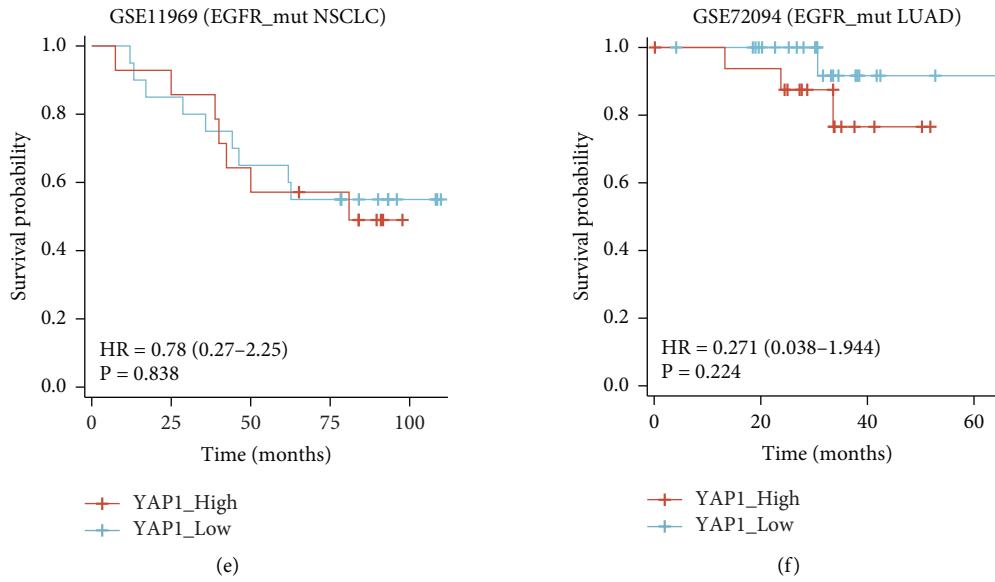 GSE11969 (EGFR_mut NSCLC)
1.0
0.8
0.6
0.4
0.2
0.0
Survival probability
HR = 0.78 (0.27–2.25)
P = 0.838
0 25 50 75 100
Time (months)
YAP1_High
YAP1_Low
(e)
GSE72094 (EGFR_mut LUAD)
1.0
0.8
0.6
0.4
0.2
0.0
Survival probability
HR = 0.271 (0.038–1.944)
P = 0.224
0 20 40 60
Time (months)
YAP1_High
YAP1_Low
(f)